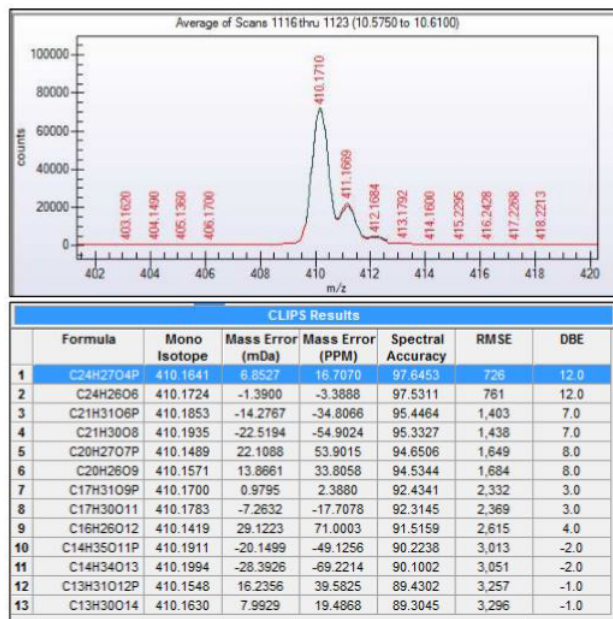 Average of Scans 1116 thru 1123 (10.5750 to 10.6100)
100000
80000
60000
40000
20000
0
counts
403.1620
404.1490
405.1360
406.1700
410.1710
411.1669
412.1684
413.1792
414.1600
415.2295
416.2428
417.2268
418.2213
402 404 406 408 410 412 414 416 418 420
m/z
CLIPS Results
Formula Mono Isotope Mass Error (mDa) Mass Error (PPM) Spectral Accuracy RMSE DBE
1 C24H27O4P 410.1641 6.8527 16.7070 97.6453 726 12.0
2 C24H26O6 410.1724 -1.3900 -3.3888 97.5311 761 12.0
3 C21H31O6P 410.1853 -14.2767 -34.8066 95.4464 1,403 7.0
4 C21H30O8 410.1935 -22.5194 -54.9024 95.3327 1,438 7.0
5 C20H27O7P 410.1489 22.1088 53.9015 94.6506 1,649 8.0
6 C20H26O9 410.1571 13.8661 33.8058 94.5344 1,684 8.0
7 C17H31O9P 410.1700 0.9795 2.3880 92.4341 2,332 3.0
8 C17H30O11 410.1783 -7.2632 -17.7078 92.3145 2,369 3.0
9 C16H26O12 410.1419 29.1223 71.0003 91.5159 2,615 4.0
10 C14H35O11P 410.1911 -20.1499 -49.1256 90.2238 3,013 -2.0
11 C14H34O13 410.1994 -28.3926 -69.2214 90.1002 3,051 -2.0
12 C13H31O12P 410.1548 16.2356 39.5825 89.4302 3,257 -1.0
13 C13H30O14 410.1630 7.9929 19.4868 89.3045 3,296 -1.0